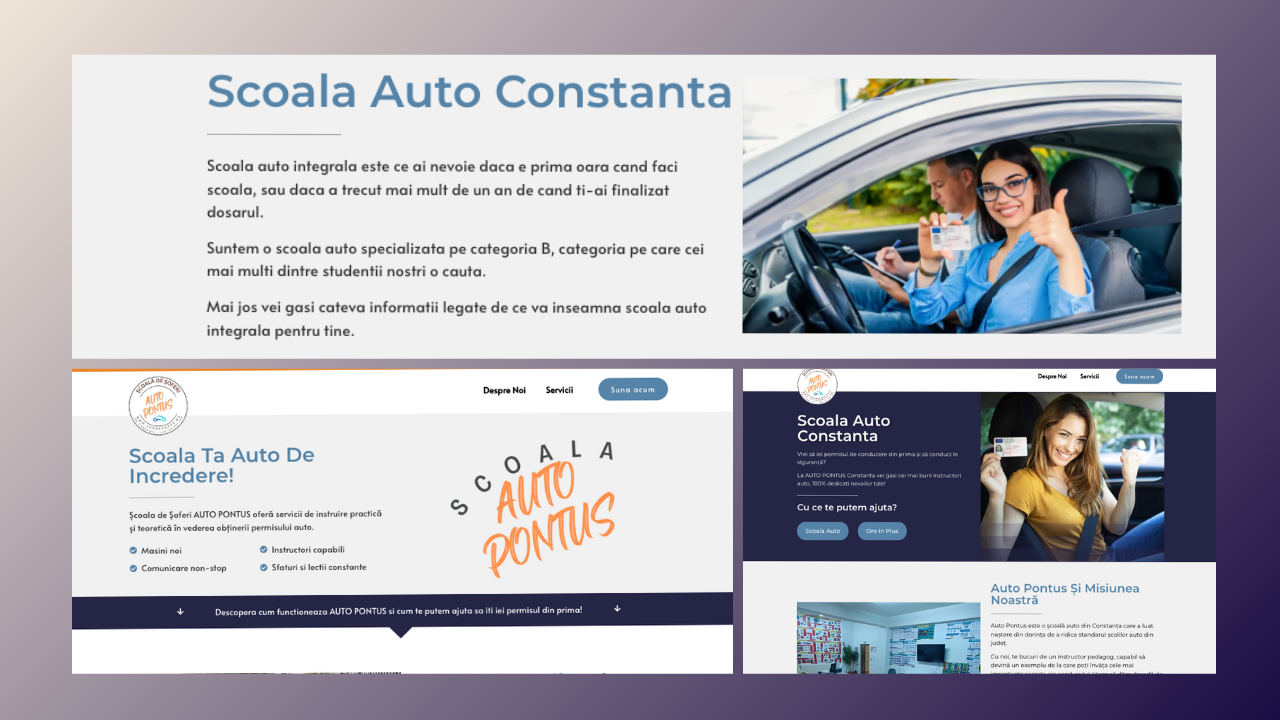 Scoala Auto Constanta
Scoala auto integrala este ce ai nevoie daca e prima oara cand faci
scoala, sau daca a trecut mai mult de un an de cand ti-ai finalizat
dosarul.
Suntem o scoala auto specializata pe categoria B, categoria pe care cei
mai multi dintre studentii nostri o cauta.
Mai jos vei gasi cateva informatii legate de ce va inseamna scoala auto
integrala pentru tine.
SCOALA DE SOFERI
AUTO
PONTUS
Despre Noi
Servicii
Suna acum
Scoala Ta Auto De
Incredere!
Școala de Șoferi AUTO PONTUS oferă servicii de instruire practică
și teoretică în vederea obținerii permisului auto.
Masini noi
Instructori capabili
Comunicare non-stop
Sfaturi si lectii constante
SCOALA
AUTO
PONTUS
Descopera cum functioneaza AUTO PONTUS si cum te putem ajuta sa iti iei permisul din prima!
AUTO
PONTUS
Despre Noi
Servicii
Suna acum
Scoala Auto
Constanta
Vrei să iei permisul de conducere din prima și să conduci în
siguranță?
La AUTO PONTUS Constanta vei gasi cei mai buni instructori
auto, 100% dedicati nevoilor tale!
Cu ce te putem ajuta?
Scoala Auto
Ore In Plus
Auto Pontus Și Misiunea
Noastră
Auto Pontus este o școală auto din Constanța care a luat
naștere din dorința de a ridica standardul școlilor auto din
județ.
Cu noi, te bucuri de un instructor pedagog, capabil să
devină un exemplu de la care poți învăța cele mai